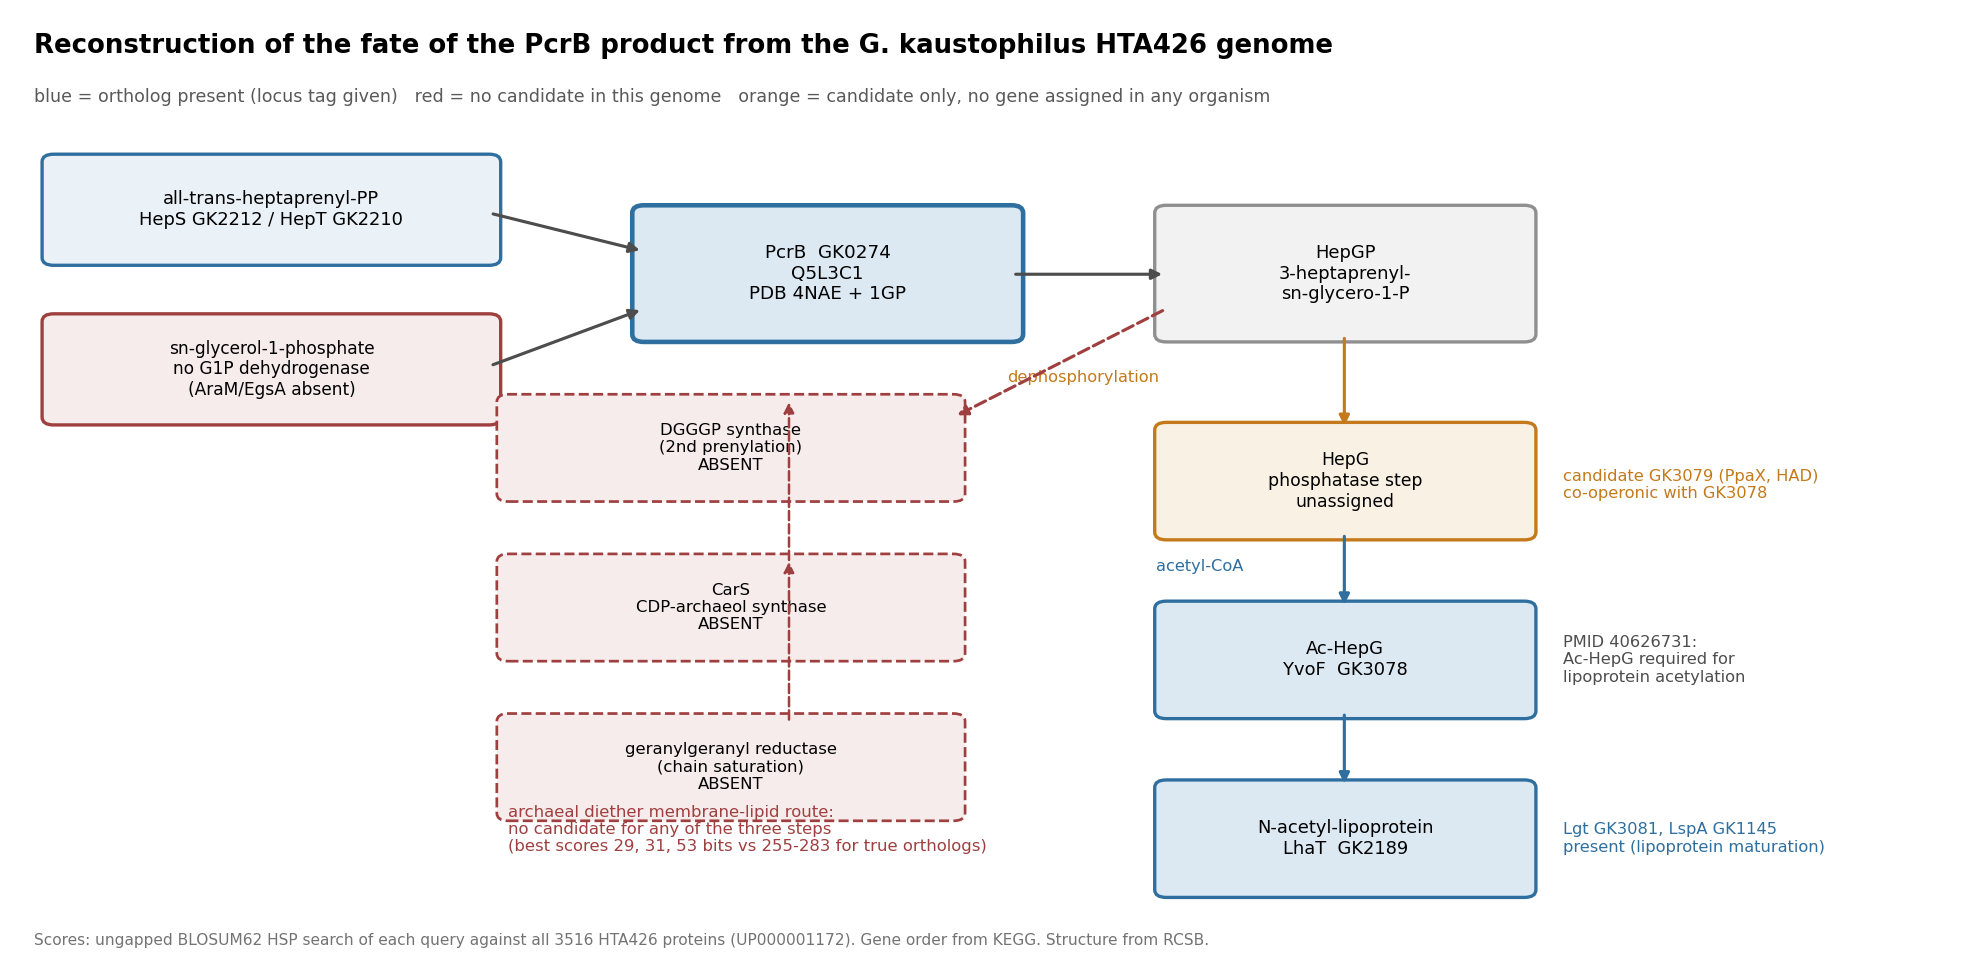 Reconstruction of the fate of the PcrB product from the G. kaustophilus HTA426 genome
blue = ortholog present (locus tag given)   red = no candidate in this genome   orange = candidate only, no gene assigned in any organism
all-trans-heptaprenyl-PP
HepS GK2212 / HepT GK2210
sn-glycerol-1-phosphate
no G1P dehydrogenase
(AraM/EgsA absent)
PcrB  GK0274
Q5L3C1
PDB 4NAE + 1GP
HepGP
3-heptaprenyl-
sn-glycero-1-P
dephosphorylation
DGGGP synthase
(2nd prenylation)
ABSENT
CarS
CDP-archaeol synthase
ABSENT
geranylgeranyl reductase
(chain saturation)
ABSENT
archaeal diether membrane-lipid route:
no candidate for any of the three steps
(best scores 29, 31, 53 bits vs 255-283 for true orthologs)
HepG
phosphatase step
unassigned
candidate GK3079 (PpaX, HAD)
co-operonic with GK3078
acetyl-CoA
Ac-HepG
YvoF  GK3078
PMID 40626731:
Ac-HepG required for
lipoprotein acetylation
N-acetyl-lipoprotein
LhaT  GK2189
Lgt GK3081, LspA GK1145
present (lipoprotein maturation)
Scores: ungapped BLOSUM62 HSP search of each query against all 3516 HTA426 proteins (UP000001172). Gene order from KEGG. Structure from RCSB.